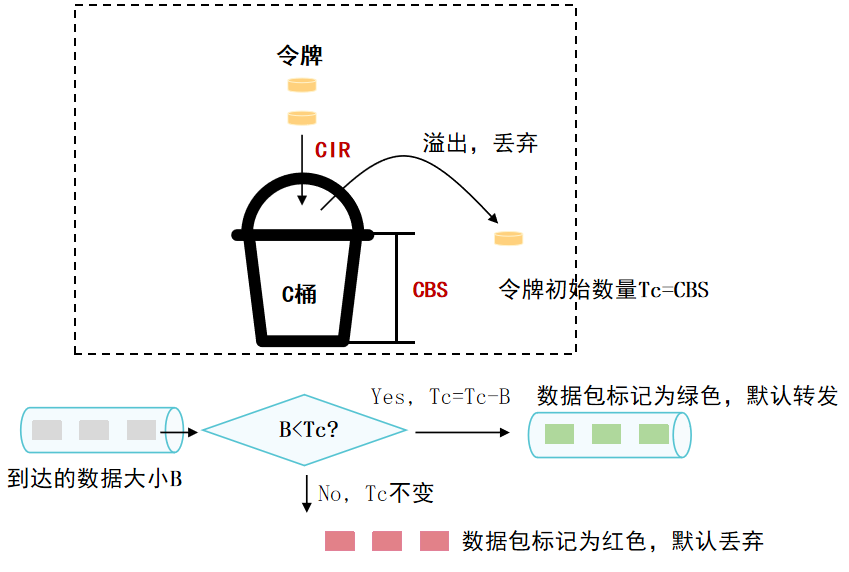 令牌
CIR
溢出，丢弃
C桶
CBS
令牌初始数量Tc=CBS
Yes, Tc=Tc-B
数据包标记为绿色，默认转发
B<Tc?
到达的数据大小B
No, Tc不变
数据包标记为红色，默认丢弃